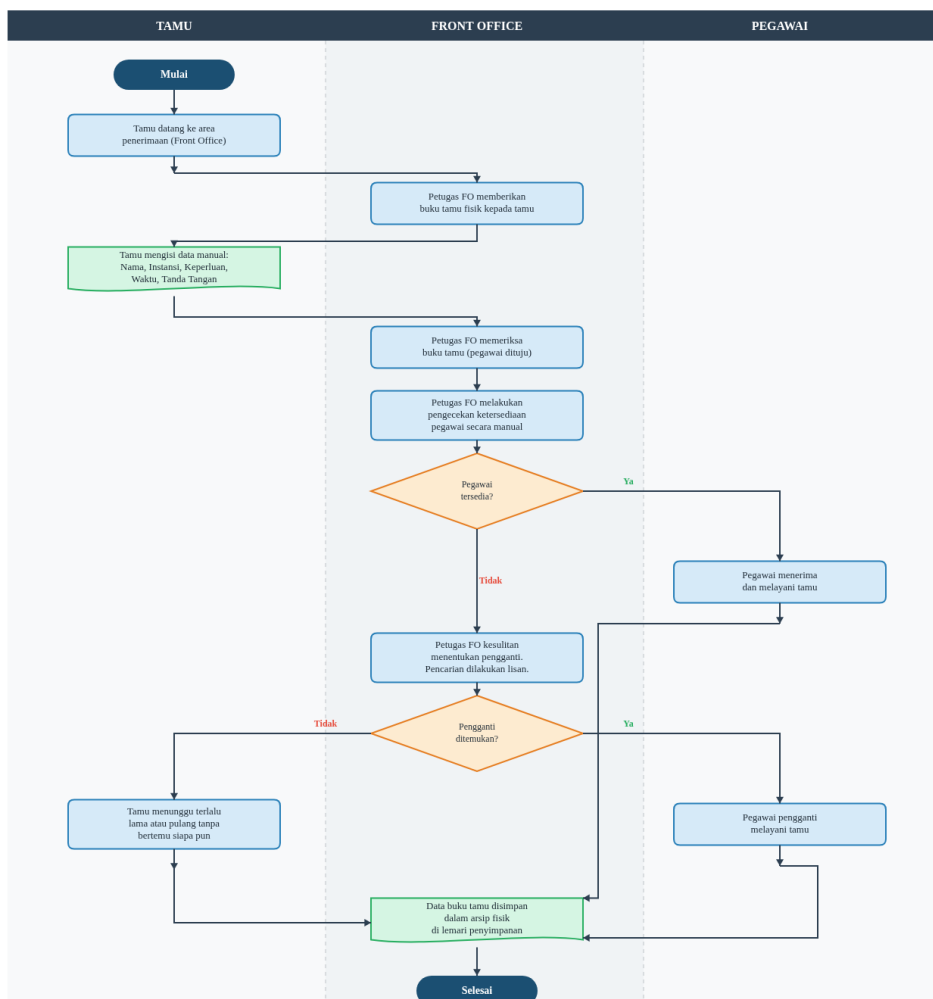 TAMU
FRONT OFFICE
PEGAWAI
Mulai
Tamu datang ke area
penerimaan (Front Office)
Petugas FO memberikan
buku tamu fisik kepada tamu
Tamu mengisi data manual:
Nama, Instansi, Keperluan,
Waktu, Tanda Tangan
Petugas FO memeriksa
buku tamu (pegawai dituju)
Petugas FO melakukan
pengecekan ketersediaan
pegawai secara manual
Pegawai
tersedia?
Ya
Tidak
Pegawai menerima
dan melayani tamu
Petugas FO kesulitan
menentukan pengganti.
Pencarian dilakukan lisan.
Pengganti
ditemukan?
Tidak
Ya
Tamu menunggu terlalu
lama atau pulang tanpa
bertemu siapa pun
Pegawai pengganti
melayani tamu
Data buku tamu disimpan
dalam arsip fisik
di lemari penyimpanan
Selesai